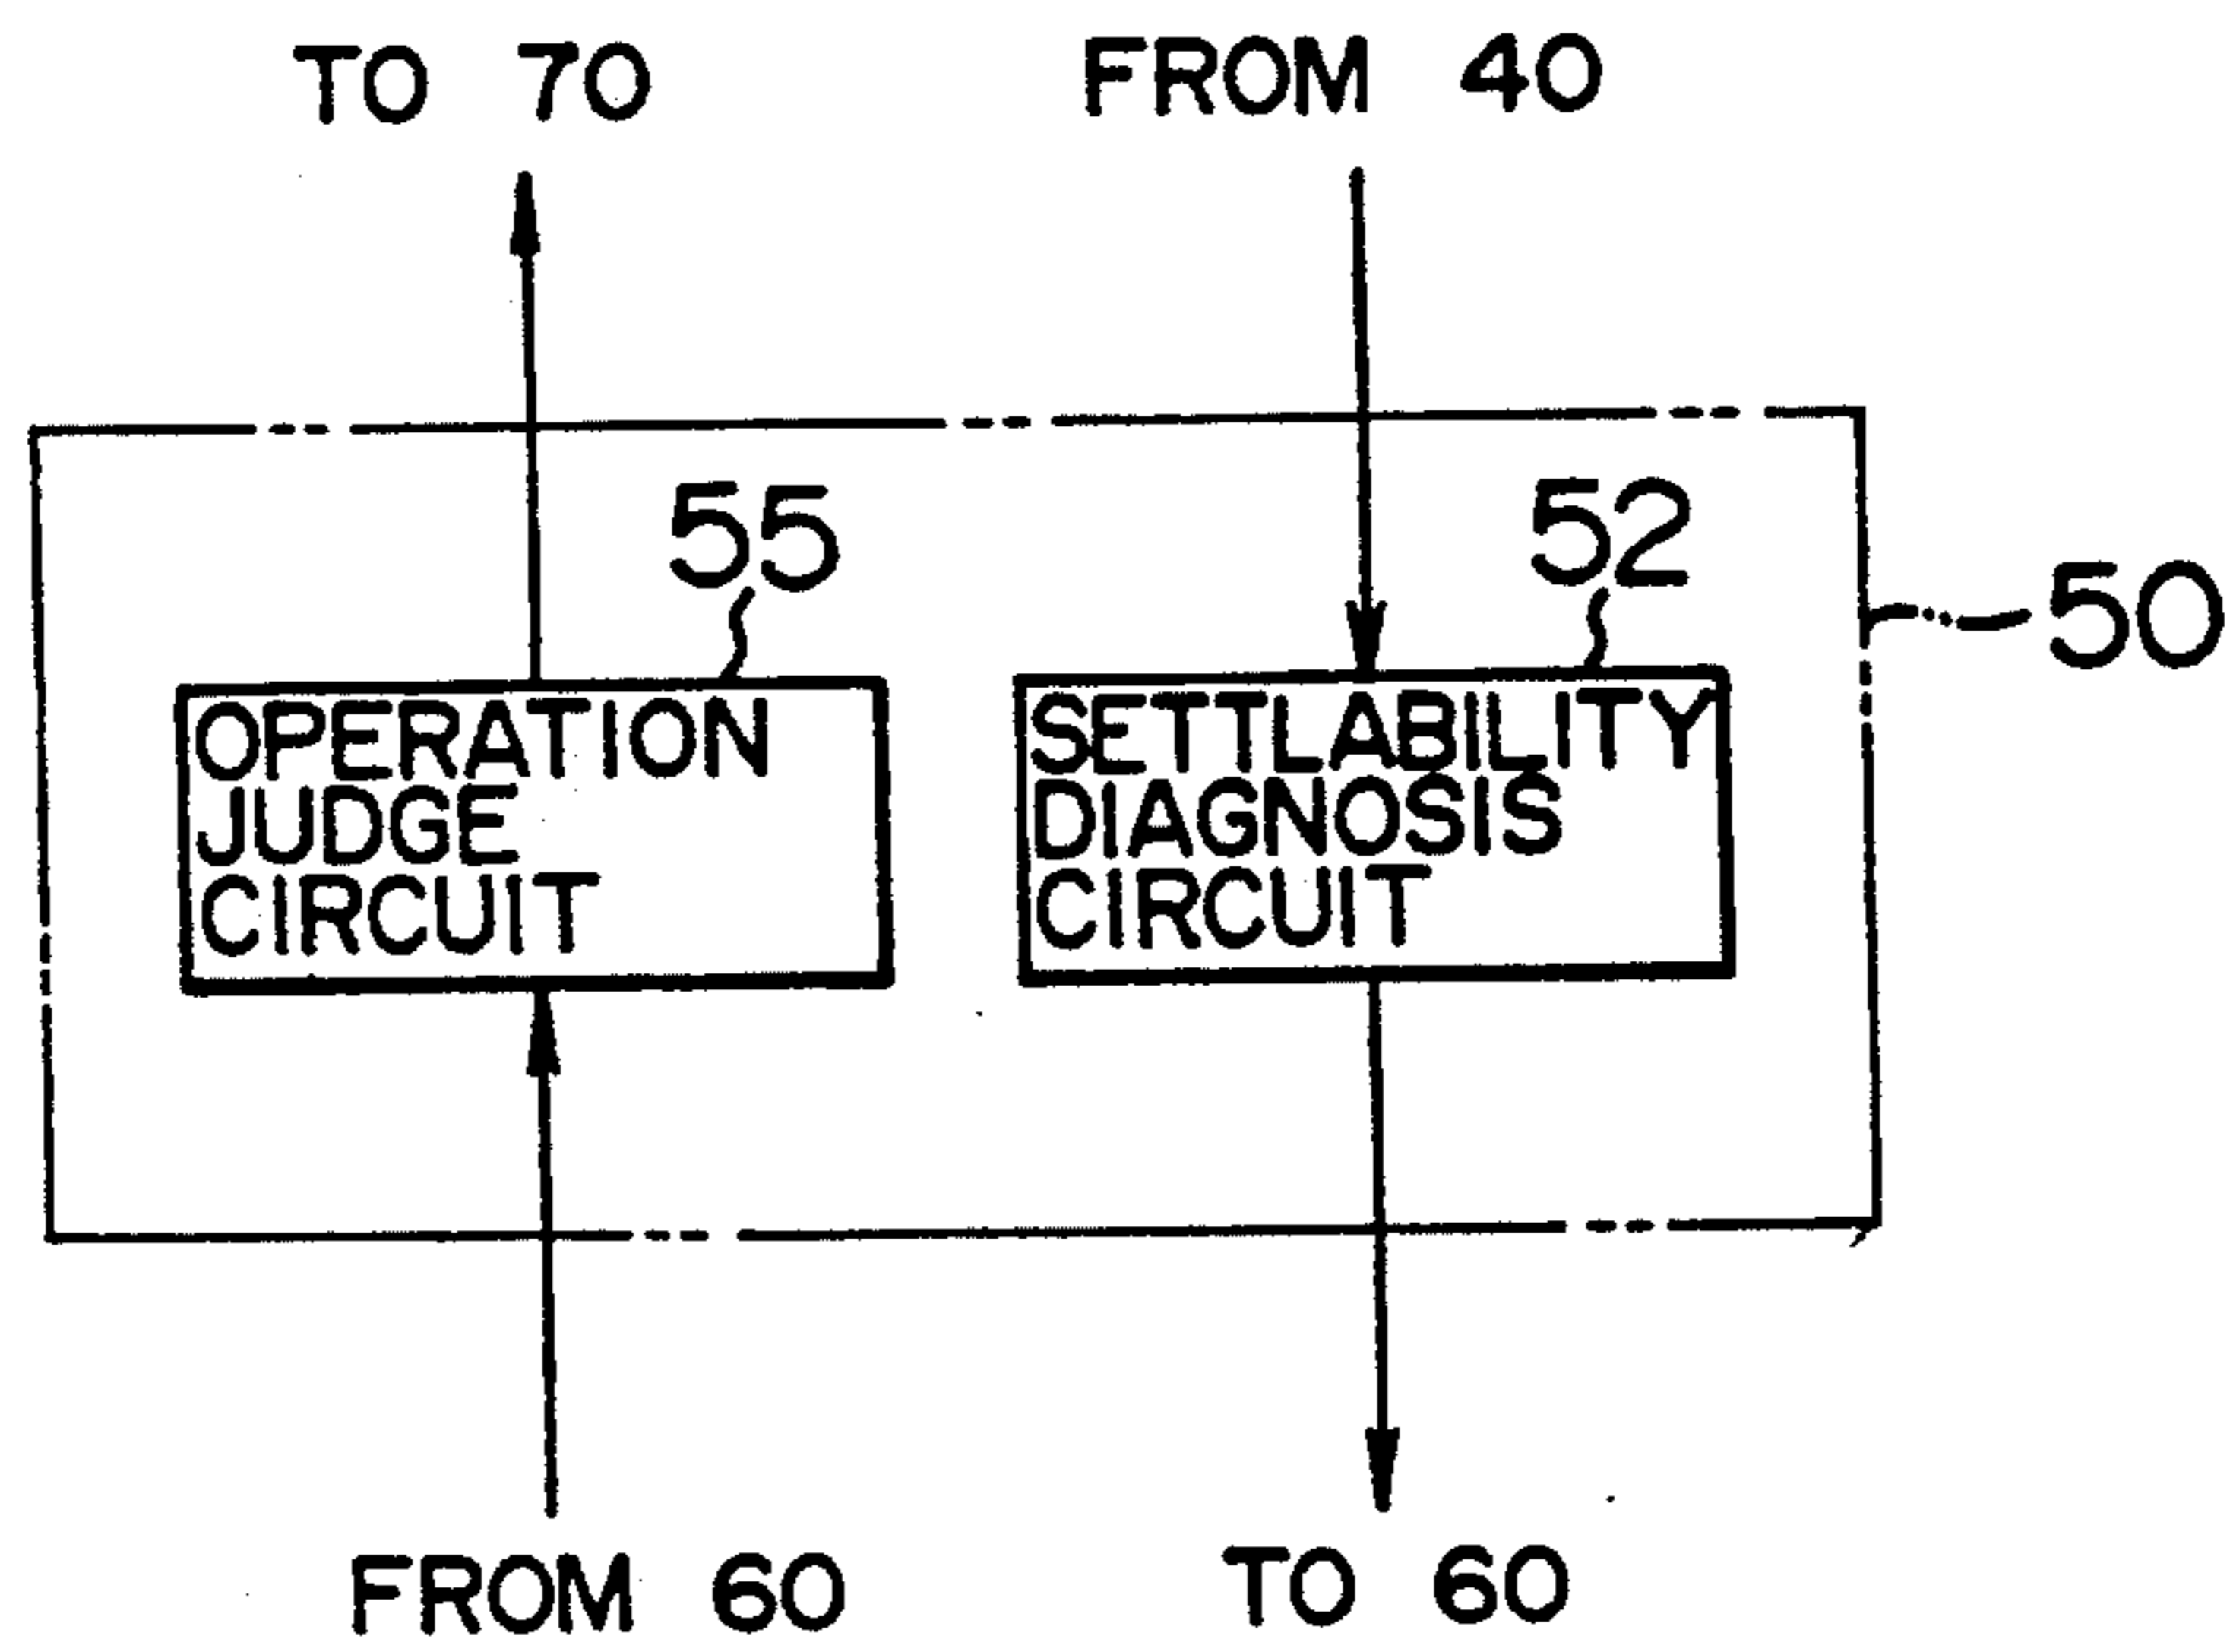 TO 70
FROM 40
55
52
50
OPERATION
JUDGE
CIRCUIT
SETTLABILITY
DIAGNOSIS
CIRCUIT
FROM 60
TO 60